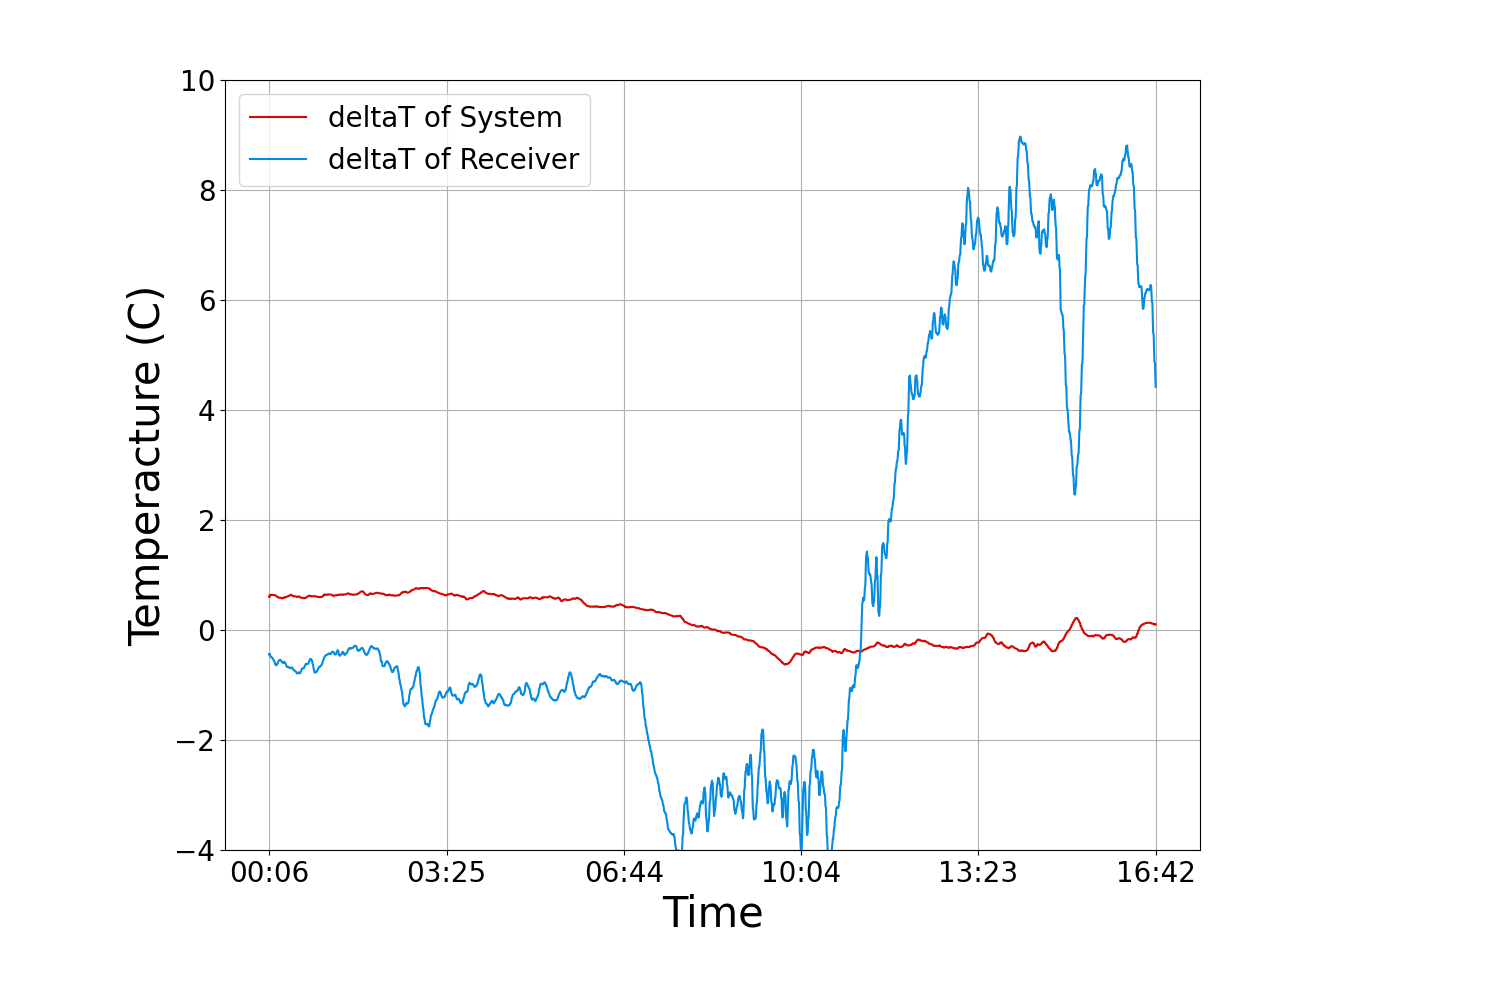 10
8
6
4
2
0
−2
−4
Temperacture (C)
deltaT of System
deltaT of Receiver
00:06 03:25 06:44 10:04 13:23 16:42
Time